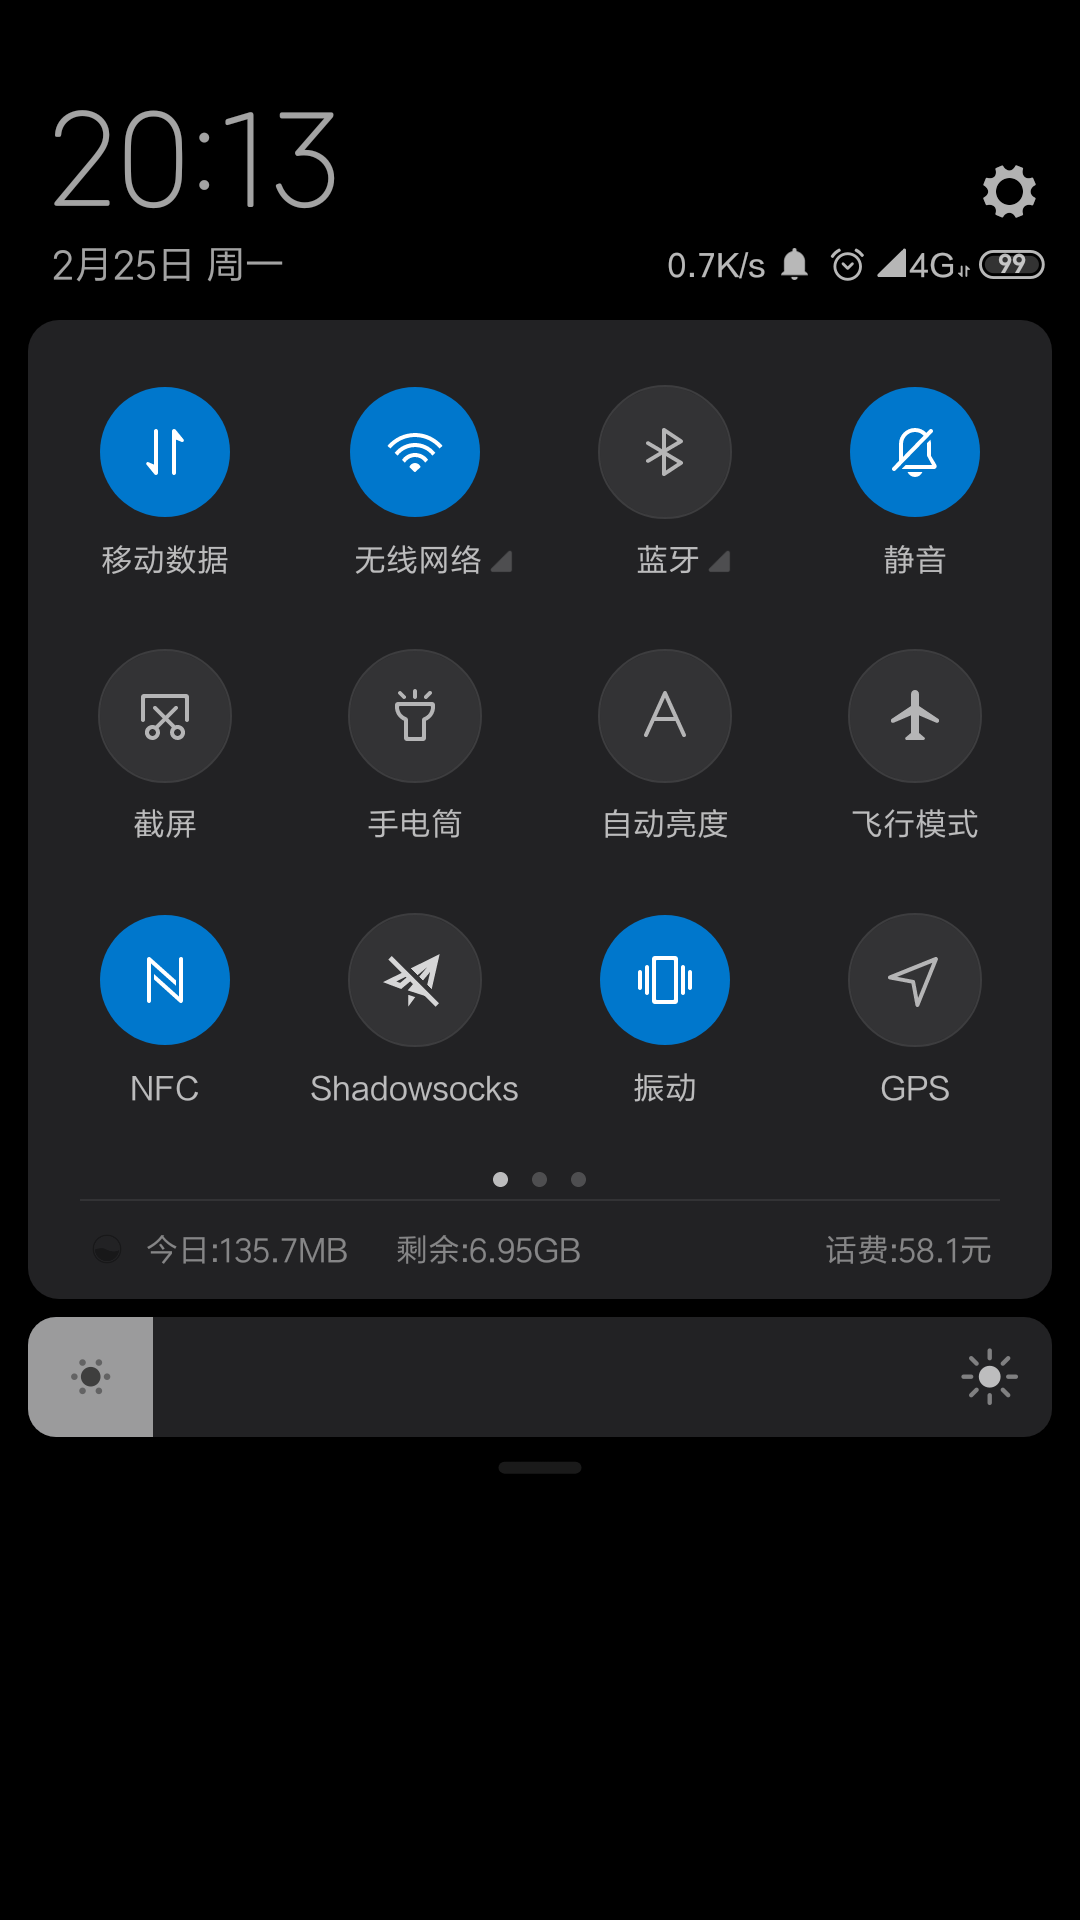 20:13
2月25日 周一
0.7K/s 4G 99
移动数据 无线网络 蓝牙 静音
截屏 手电筒 自动亮度 飞行模式
NFC Shadowsocks 振动 GPS
今日:135.7MB 剩余:6.95GB 话费:58.1元